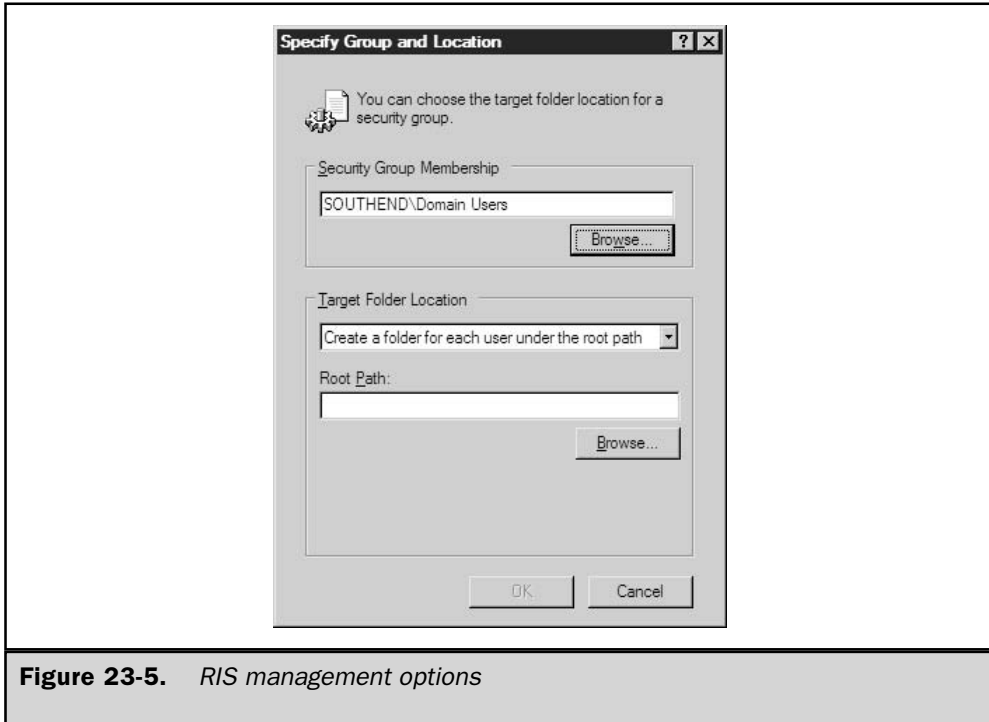 Specify Group and Location
You can choose the target folder location for a
security group.
Security Group Membership
SOUTHEND\Domain Users
Browse...
Target Folder Location
Create a folder for each user under the root path
Root Path:
Browse...
OK
Cancel
Figure 23-5. RIS management options